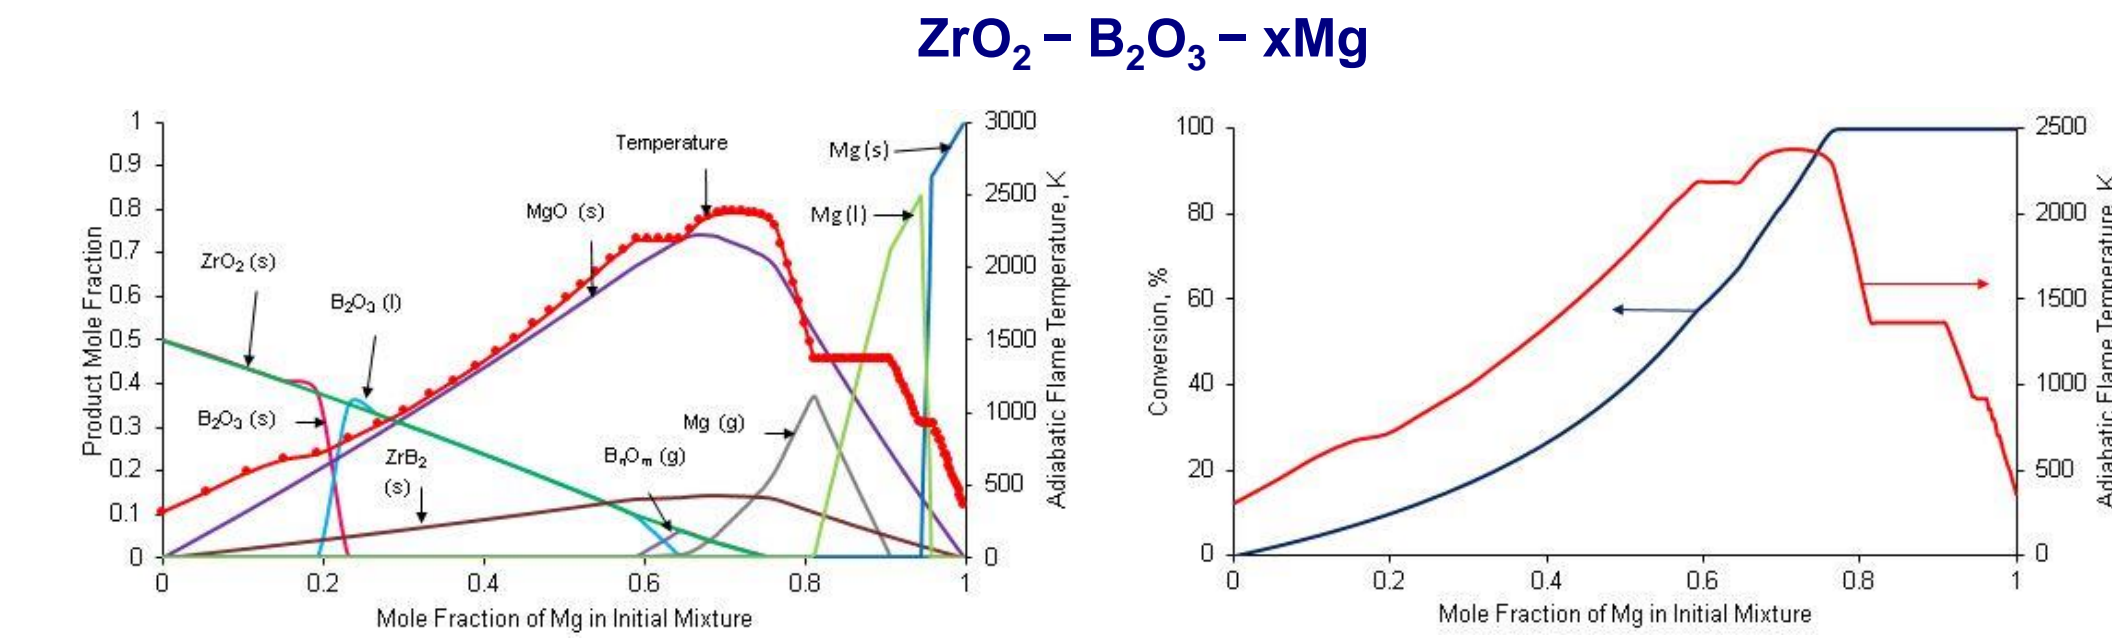 ZrO₂ – B₂O₃ – xMg
Product Mole Fraction
1
0.9
0.8
0.7
0.6
0.5
0.4
0.3
0.2
0.1
0
ZrO₂ (s)
B₂O₃ (l)
B₂O₃ (s)
ZrB₂
(s)
MgO (s)
Temperature
BₙOₘ (g)
Mg (g)
Mg (l)
Mg (s)
3000
2500
2000
1500
1000
500
0
Adiabatic Flame Temperature, K
0 0.2 0.4 0.6 0.8 1
Mole Fraction of Mg in Initial Mixture
Conversion, %
100
80
60
40
20
0
2500
2000
1500
1000
500
0
Adiabatic Flame Temperature, K
0 0.2 0.4 0.6 0.8 1
Mole Fraction of Mg in Initial Mixture